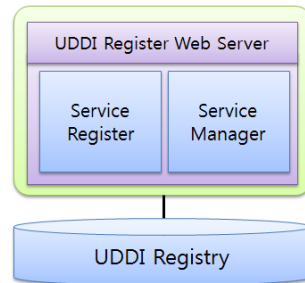 UDDI Register Web Server
Service Register
Service Manager
UDDI Registry